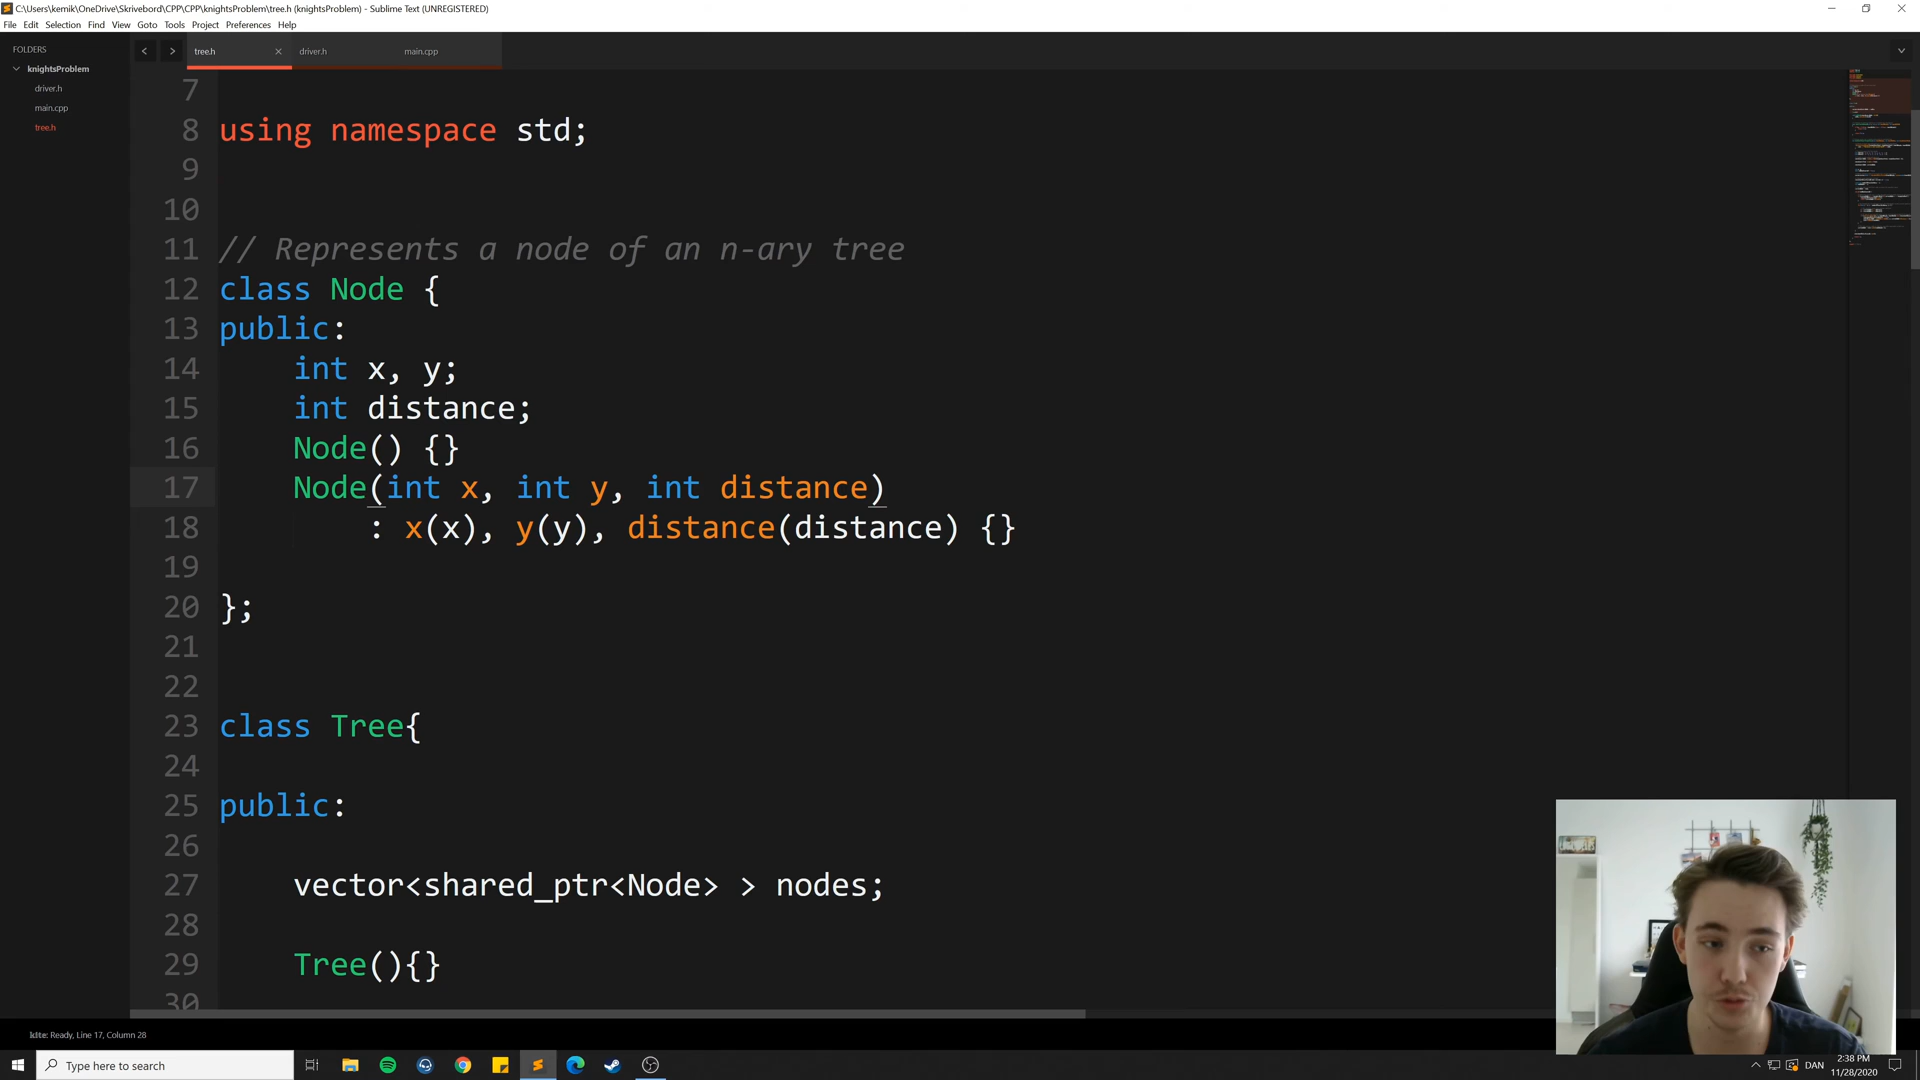 C:\Users\kemik\OneDrive\Skrivebord\CPP\CPP\knightsProblem\tree.h (knightsProblem) - Sublime Text (UNREGISTERED)
File Edit Selection Find View Goto Tools Project Preferences Help
FOLDERS
knightsProblem
driver.h
main.cpp
tree.h
tree.h driver.h main.cpp
7
8 using namespace std;
9
10
11 // Represents a node of an n-ary tree
12 class Node {
13 public:
14 int x, y;
15 int distance;
16 Node() {}
17 Node(int x, int y, int distance)
18 : x(x), y(y), distance(distance) {}
19
20 };
21
22
23 class Tree{
24
25 public:
26
27 vector<shared_ptr<Node> > nodes;
28
29 Tree(){}
30
kite: Ready, Line 17, Column 28
Type here to search
DAN
2:38 PM
11/28/2020